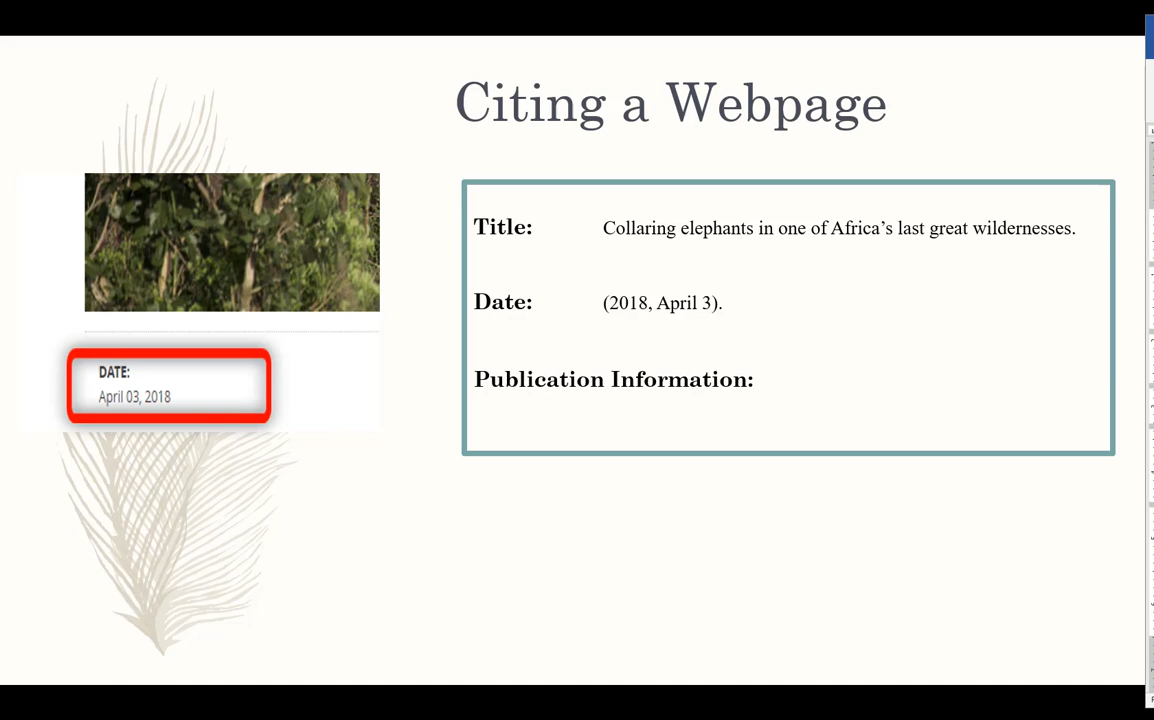 Citing a Webpage
Title: Collaring elephants in one of Africa’s last great wildernesses.
Date: (2018, April 3).
Publication Information:
DATE:
April 03, 2018